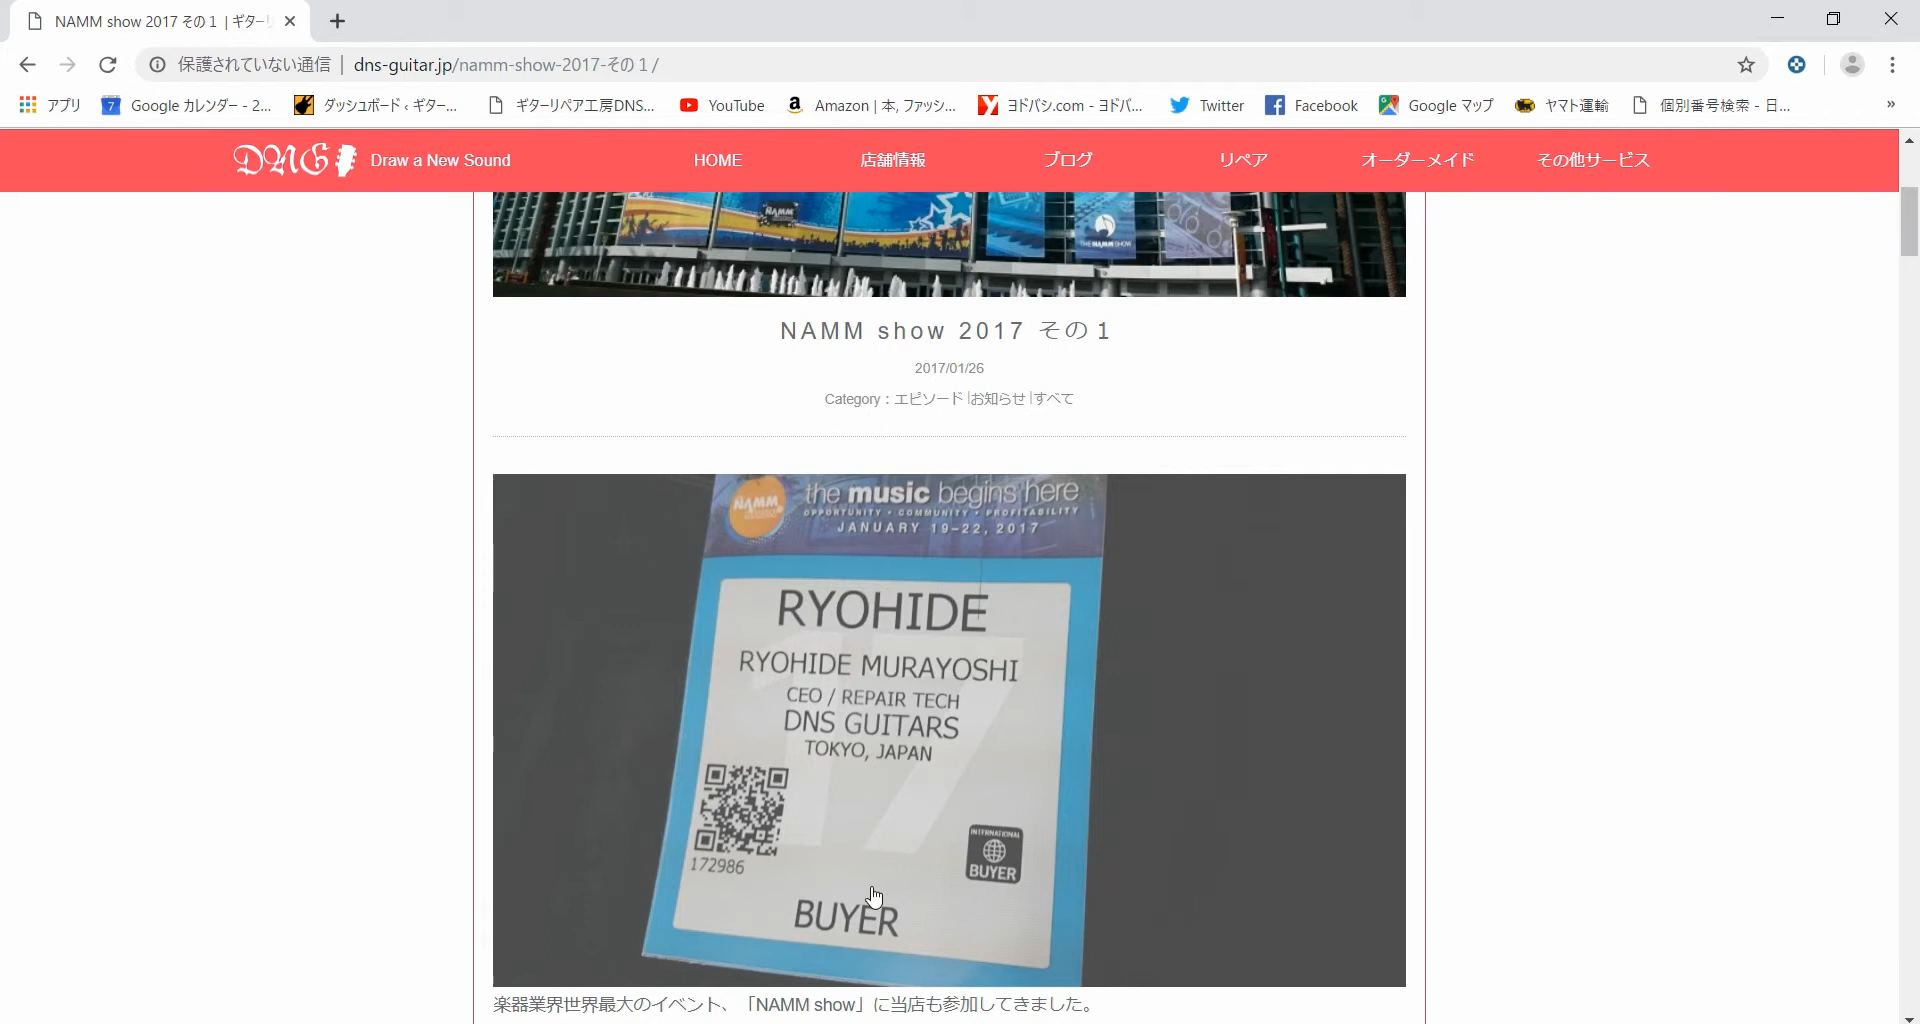 NAMM show 2017 その１ | ギター
保護されていない通信 | dns-guitar.jp/namm-show-2017-その１/
アプリ Google カレンダー - 2... ダッシュボード ‹ ギター... ギターリペア工房DNS... YouTube Amazon | 本, ファッシ... ヨドバシ.com - ヨドバ... Twitter Facebook Google マップ ヤマト運輸 個別番号検索 - 日... »
DNG Draw a New Sound HOME 店舗情報 ブログ リペア オーダーメイド その他サービス
NAMM
THE NAMM SHOW
NAMM show 2017 その１
2017/01/26
Category : エピソード |お知らせ |すべて
NAMM
the music begins here
OPPORTUNITY • COMMUNITY • PROFITABILITY
JANUARY 19–22, 2017
17
RYOHIDE
RYOHIDE MURAYOSHI
CEO / REPAIR TECH
DNS GUITARS
TOKYO, JAPAN
172986
INTERNATIONAL
BUYER
BUYER
楽器業界世界最大のイベント、「NAMM show」に当店も参加してきました。